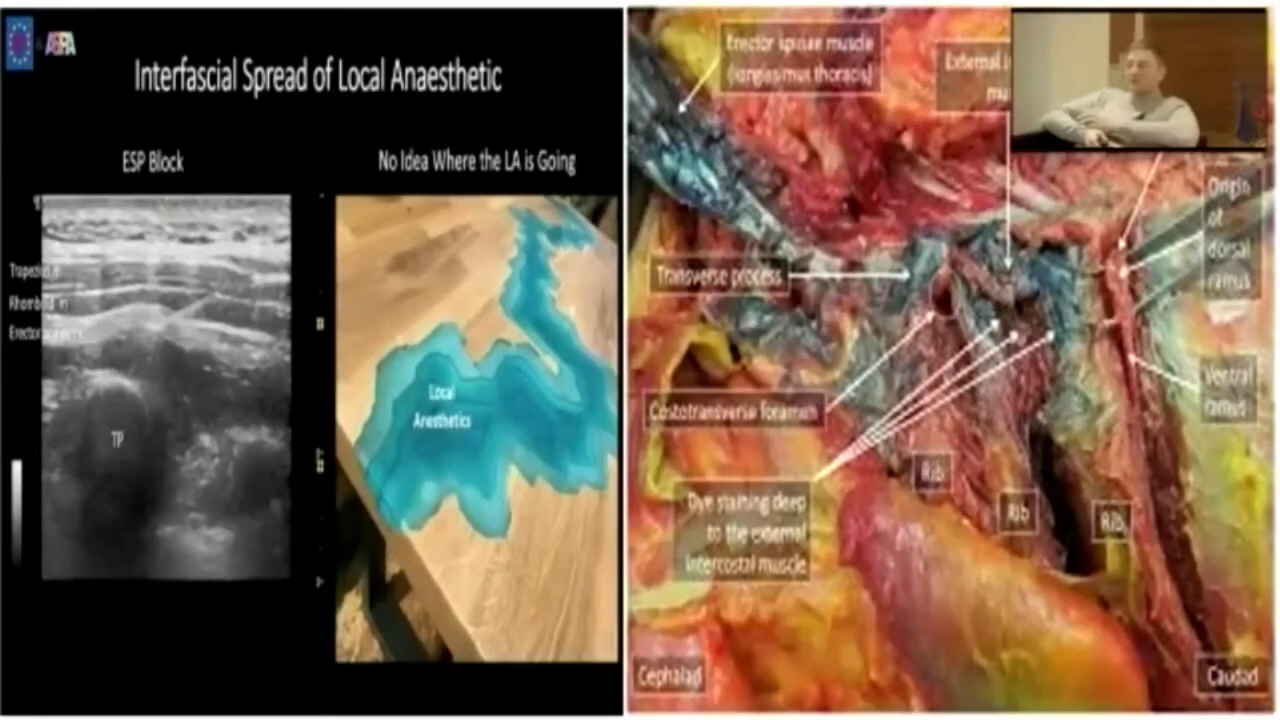 Interfascial Spread of Local Anaesthetic
ESP Block
No Idea Where the LA is Going
TP
Local
Anesthetics
Erector spinae muscle
(longissimus thoracis)
External
Transverse process
Costotransverse foramen
Dye staining deep
to the external
intercostal muscle
Rib
Rib
Rib
Origin
of
dorsal
ramus
Ventral
ramus
Cephalad
Caudad